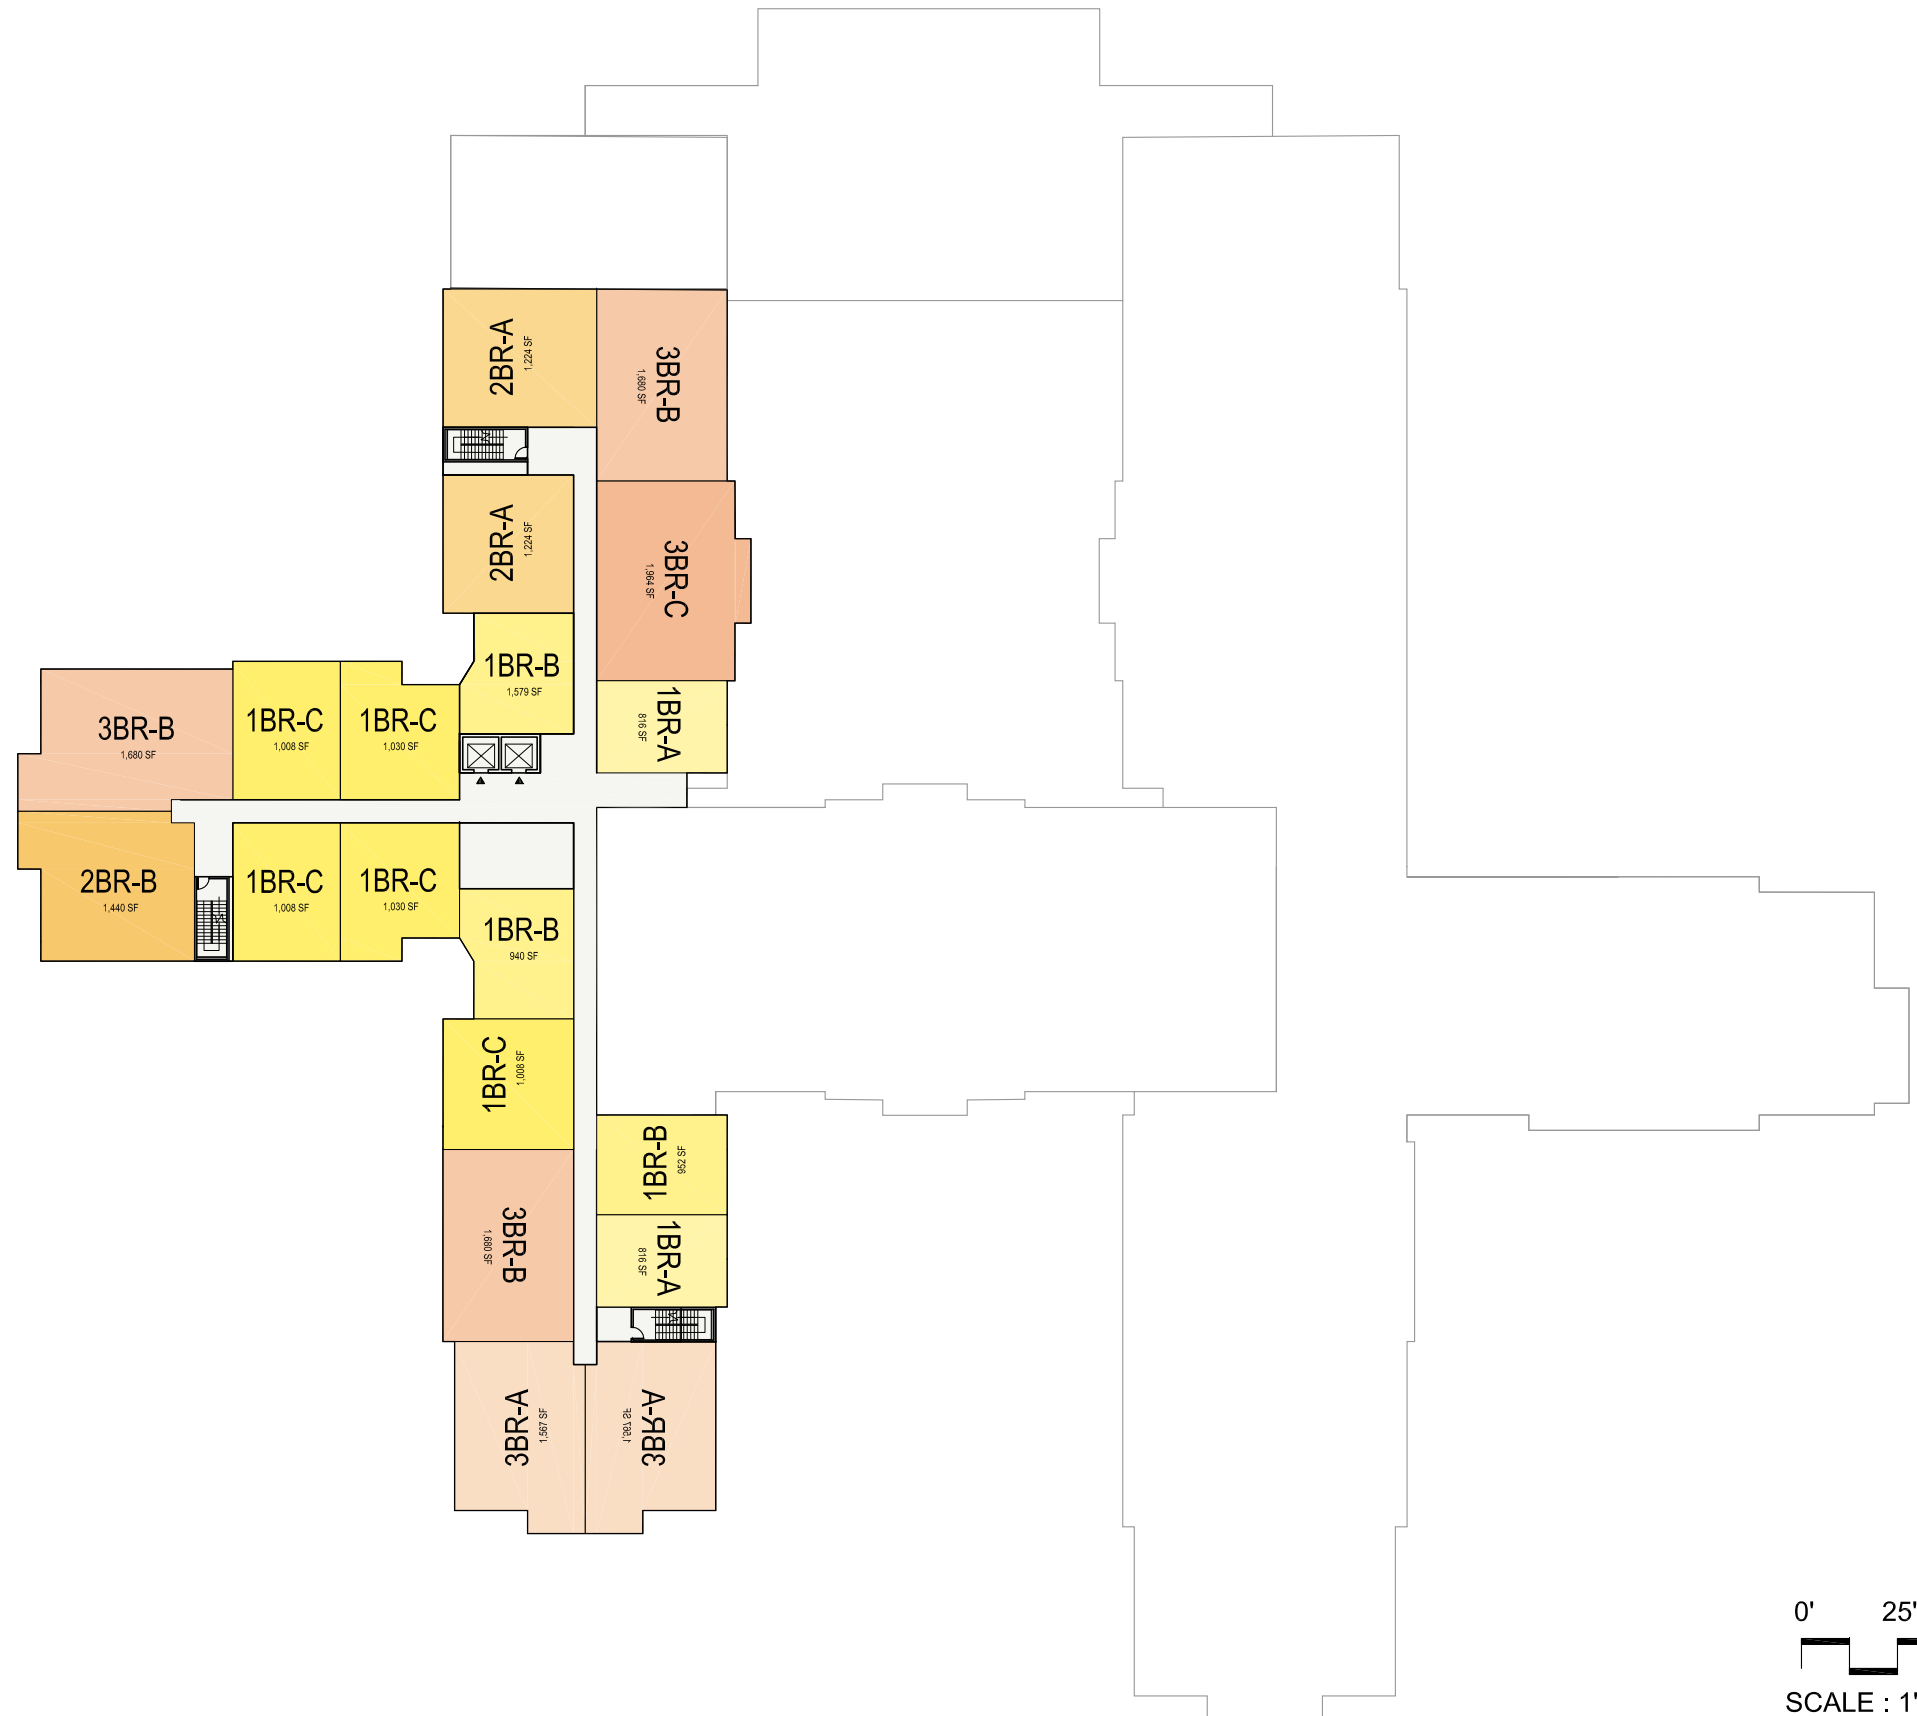 2BR-A
1,224 SF
3BR-B
1,680 SF
2BR-A
1,224 SF
3BR-C
1,964 SF
1BR-B
1,579 SF
1BR-A
816 SF
3BR-B
1,680 SF
1BR-C
1,008 SF
1BR-C
1,030 SF
2BR-B
1,440 SF
1BR-C
1,008 SF
1BR-C
1,030 SF
1BR-B
940 SF
1BR-C
1,008 SF
1BR-B
952 SF
3BR-B
1,680 SF
1BR-A
816 SF
3BR-A
1,567 SF
3BR-A
1,567 SF
0' 25'
SCALE : 1"